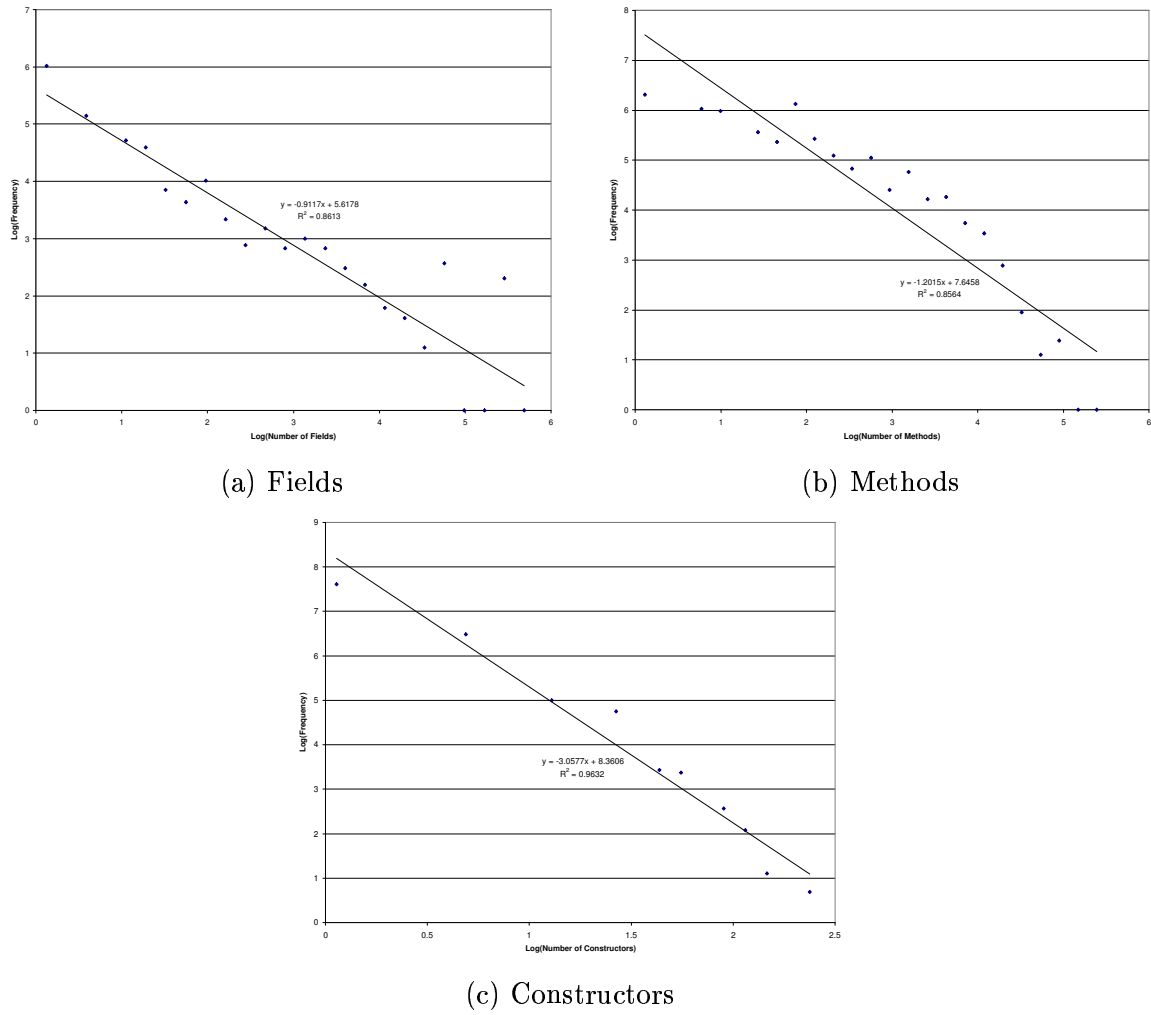 7
6
5
4
3
2
1
0
Log(Frequency)
y = -0.9117x + 5.6178
R² = 0.8613
0 1 2 3 4 5 6
Log(Number of Fields)
(a) Fields
8
7
6
5
4
3
2
1
0
Log(Frequency)
y = -1.2015x + 7.6458
R² = 0.8564
0 1 2 3 4 5 6
Log(Number of Methods)
(b) Methods
9
8
7
6
5
4
3
2
1
0
Log(Frequency)
y = -3.0577x + 8.3606
R² = 0.9632
0 0.5 1 1.5 2 2.5
Log(Number of Constructors)
(c) Constructors